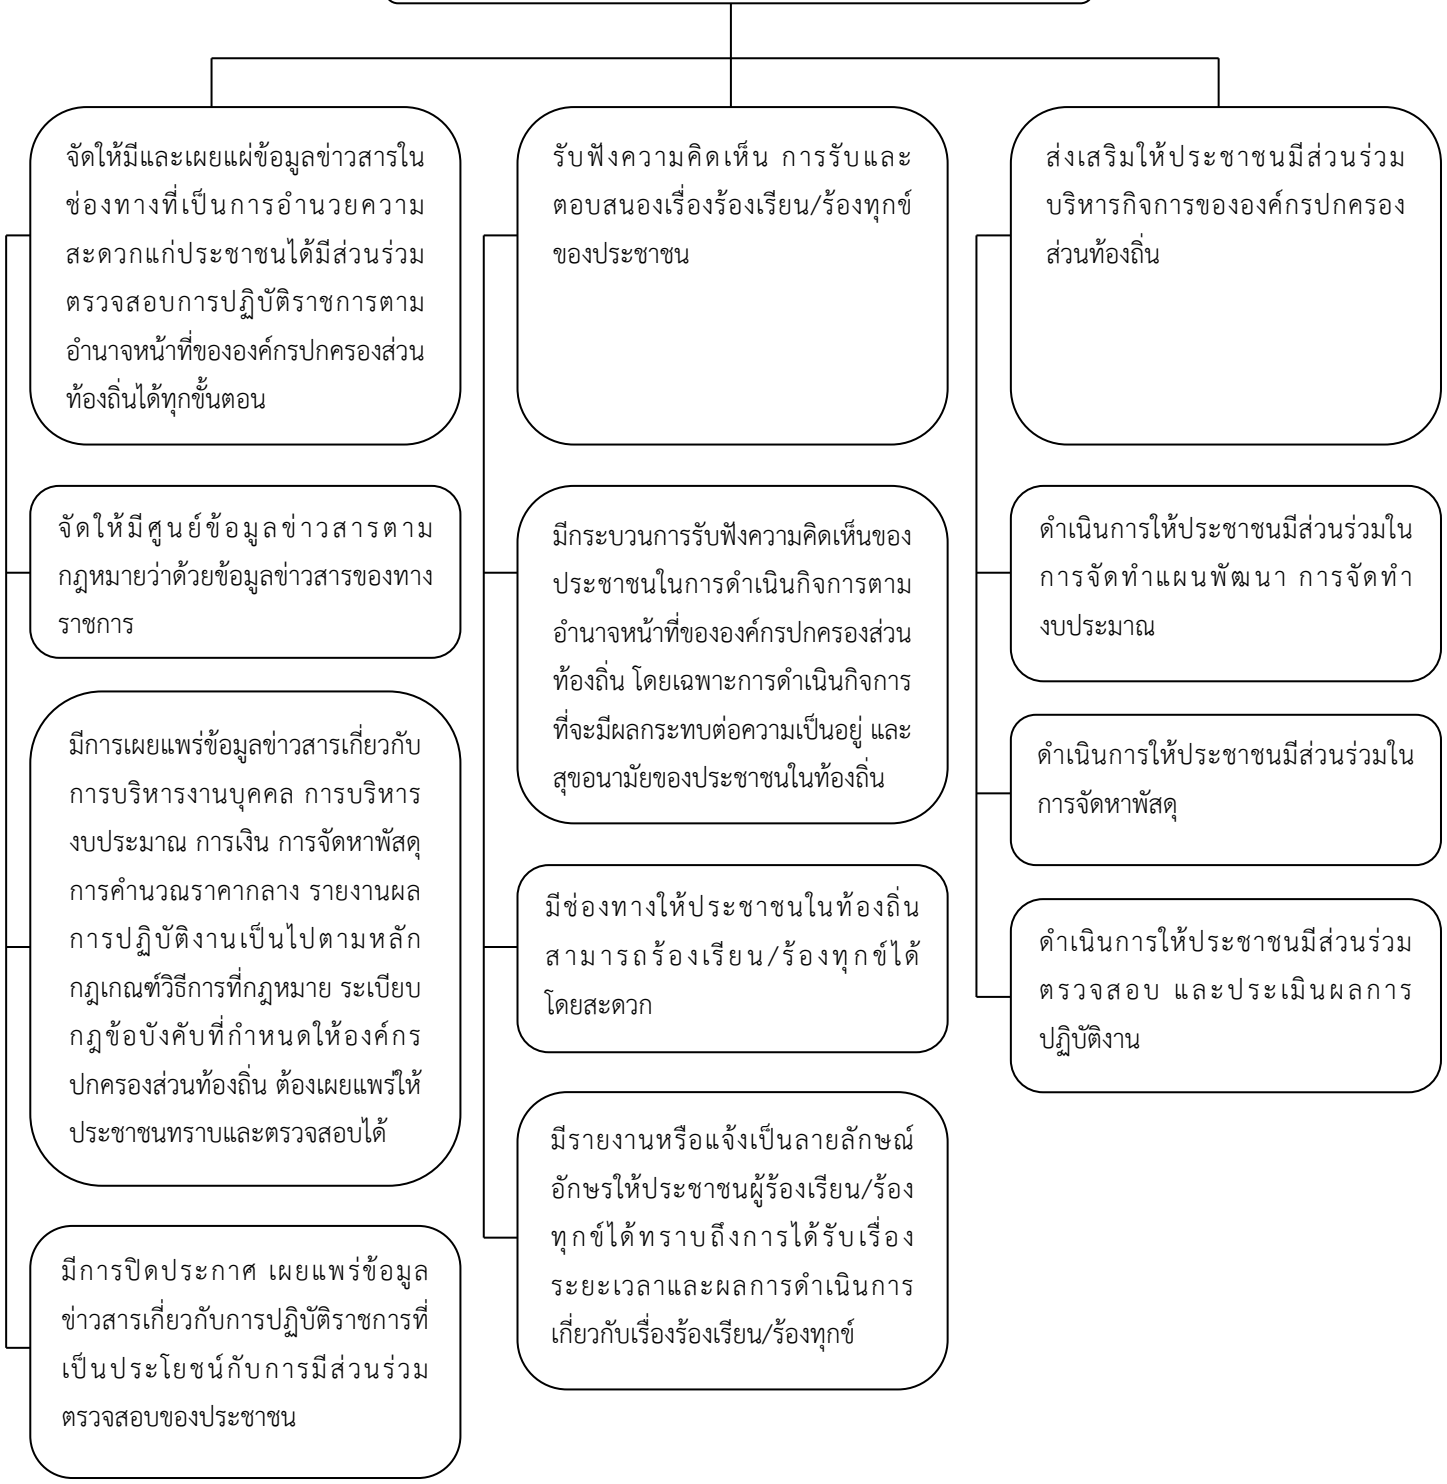 จัดให้มีและเผยแผ่ข้อมูลข่าวสารใน
ช่องทางที่เป็นการอำนวยความ
สะดวกแก่ประชาชนได้มีส่วนร่วม
ตรวจสอบการปฏิบัติราชการตาม
อำนาจหน้าที่ขององค์กรปกครองส่วน
ท้องถิ่นได้ทุกขั้นตอน
จัดให้มีศูนย์ข้อมูลข่าวสารตาม
กฎหมายว่าด้วยข้อมูลข่าวสารของทาง
ราชการ
มีการเผยแพร่ข้อมูลข่าวสารเกี่ยวกับ
การบริหารงานบุคคล การบริหาร
งบประมาณ การเงิน การจัดหาพัสดุ
การคำนวณราคากลาง รายงานผล
การปฏิบัติงานเป็นไปตามหลัก
กฎเกณฑ์วิธีการที่กฎหมาย ระเบียบ
กฎข้อบังคับที่กำหนดให้องค์กร
ปกครองส่วนท้องถิ่น ต้องเผยแพร่ให้
ประชาชนทราบและตรวจสอบได้
มีการปิดประกาศ เผยแพร่ข้อมูล
ข่าวสารเกี่ยวกับการปฏิบัติราชการที่
เป็นประโยชน์กับการมีส่วนร่วม
ตรวจสอบของประชาชน
รับฟังความคิดเห็น การรับและ
ตอบสนองเรื่องร้องเรียน/ร้องทุกข์
ของประชาชน
มีกระบวนการรับฟังความคิดเห็นของ
ประชาชนในการดำเนินกิจการตาม
อำนาจหน้าที่ขององค์กรปกครองส่วน
ท้องถิ่น โดยเฉพาะการดำเนินกิจการ
ที่จะมีผลกระทบต่อความเป็นอยู่ และ
สุขอนามัยของประชาชนในท้องถิ่น
มีช่องทางให้ประชาชนในท้องถิ่น
สามารถร้องเรียน/ร้องทุกข์ได้
โดยสะดวก
มีรายงานหรือแจ้งเป็นลายลักษณ์
อักษรให้ประชาชนผู้ร้องเรียน/ร้อง
ทุกข์ได้ทราบถึงการได้รับเรื่อง
ระยะเวลาและผลการดำเนินการ
เกี่ยวกับเรื่องร้องเรียน/ร้องทุกข์
ส่งเสริมให้ประชาชนมีส่วนร่วม
บริหารกิจการขององค์กรปกครอง
ส่วนท้องถิ่น
ดำเนินการให้ประชาชนมีส่วนร่วมใน
การจัดทำแผนพัฒนา การจัดทำ
งบประมาณ
ดำเนินการให้ประชาชนมีส่วนร่วมใน
การจัดหาพัสดุ
ดำเนินการให้ประชาชนมีส่วนร่วม
ตรวจสอบ และประเมินผลการ
ปฏิบัติงาน